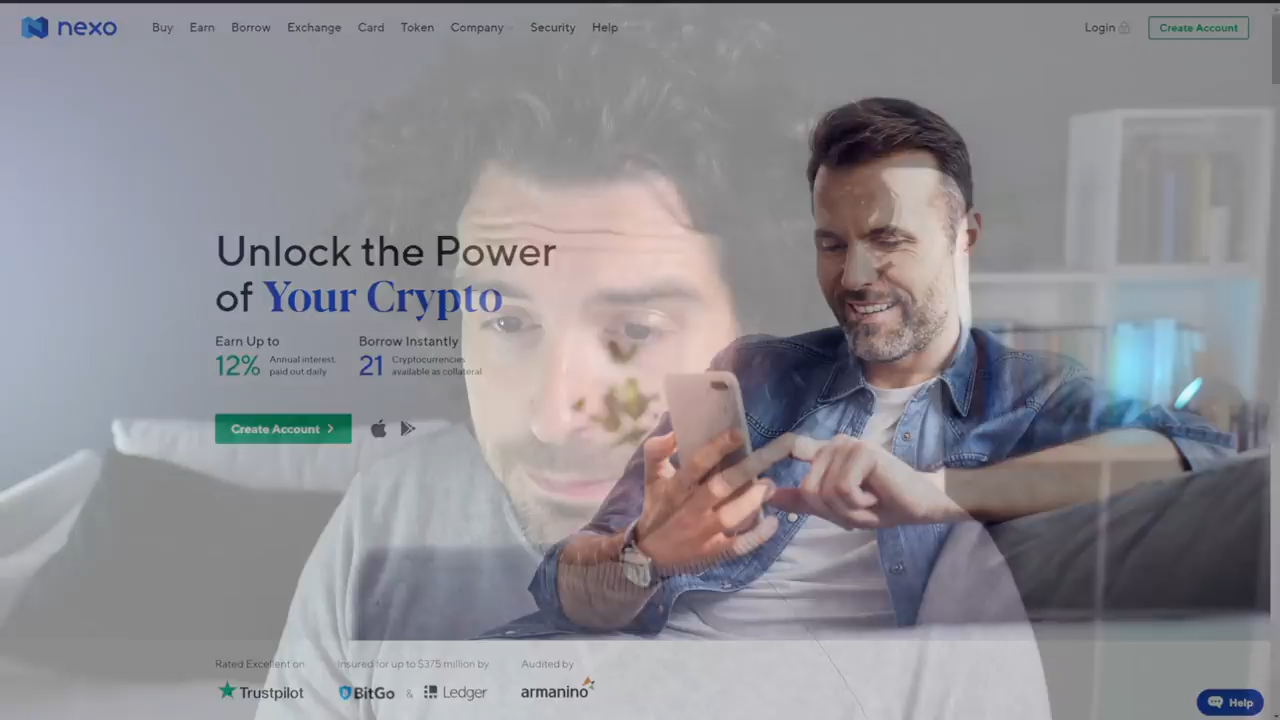 nexo Buy Earn Borrow Exchange Card Token Company Security Help Login Create Account
Unlock the Power
of Your Crypto
Earn Up to Borrow Instantly
12% Annual interest. 21 Cryptocurrencies
paid out daily available as collateral
Create Account
Rated Excellent on Insured for up to $375 million by Audited by
Trustpilot BitGo & Ledger armanino
Help